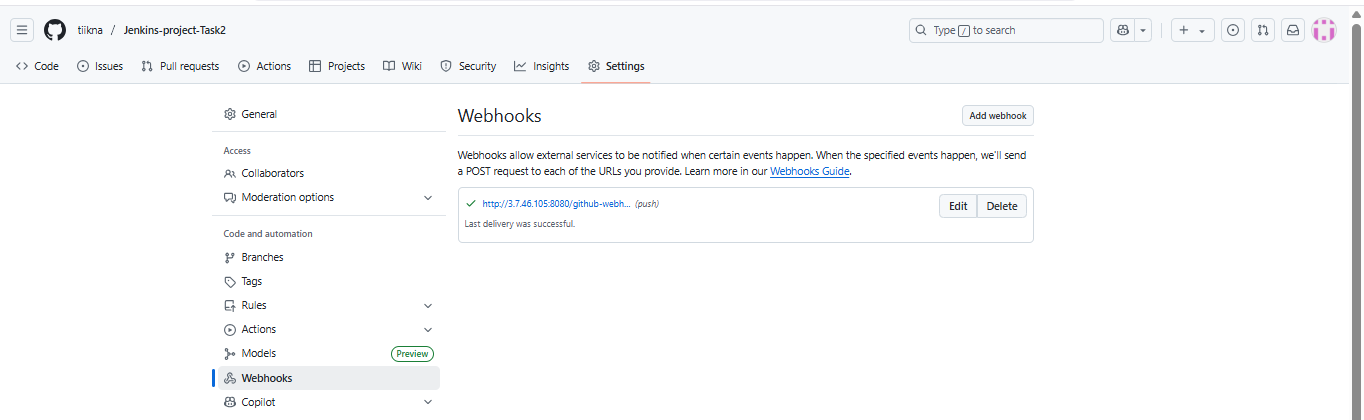 tiikna / Jenkins-project-Task2
Type / to search
Code Issues Pull requests Actions Projects Wiki Security Insights Settings
General
Access
Collaborators
Moderation options
Code and automation
Branches
Tags
Rules
Actions
Models Preview
Webhooks
Copilot
Webhooks
Add webhook
Webhooks allow external services to be notified when certain events happen. When the specified events happen, we'll send
a POST request to each of the URLs you provide. Learn more in our Webhooks Guide.
http://3.7.46.105:8080/github-webh... (push)
Edit Delete
Last delivery was successful.